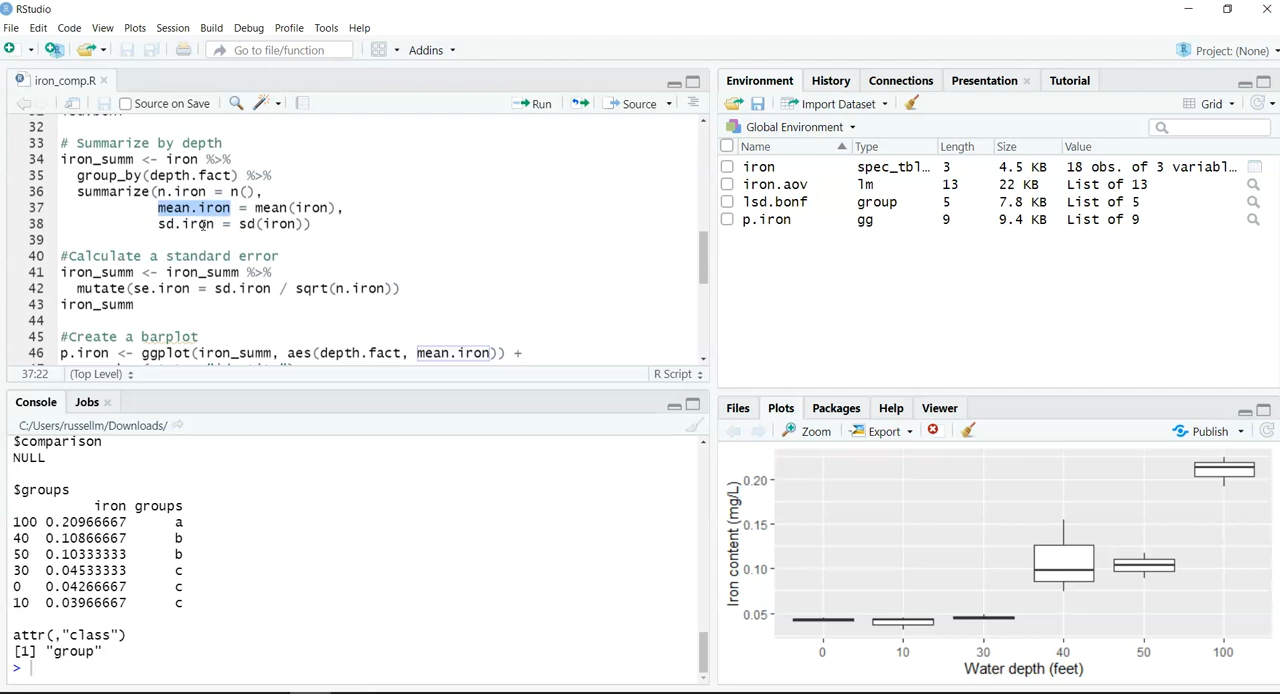 RStudio
File Edit Code View Plots Session Build Debug Profile Tools Help
Go to file/function Addins Project: (None)
iron_comp.R
Source on Save Run Source
32
33 # Summarize by depth
34 iron_summ <- iron %>%
35 group_by(depth.fact) %>%
36 summarize(n.iron = n(),
37 mean.iron = mean(iron),
38 sd.iron = sd(iron))
39
40 #Calculate a standard error
41 iron_summ <- iron_summ %>%
42 mutate(se.iron = sd.iron / sqrt(n.iron))
43 iron_summ
44
45 #Create a barplot
46 p.iron <- ggplot(iron_summ, aes(depth.fact, mean.iron)) +
37:22 (Top Level) R Script
Console Jobs
C:/Users/russellm/Downloads/
$comparison
NULL
$groups
iron groups
100 0.20966667 a
40 0.10866667 b
50 0.10333333 b
30 0.04533333 c
0 0.04266667 c
10 0.03966667 c
attr(,"class")
[1] "group"
>
Environment History Connections Presentation Tutorial
Import Dataset Grid
Global Environment
Name Type Length Size Value
iron spec_tbl… 3 4.5 KB 18 obs. of 3 variabl…
iron.aov lm 13 22 KB List of 13
lsd.bonf group 5 7.8 KB List of 5
p.iron gg 9 9.4 KB List of 9
Files Plots Packages Help Viewer
Zoom Export Publish
Iron content (mg/L)
0.20
0.15
0.10
0.05
0 10 30 40 50 100
Water depth (feet)